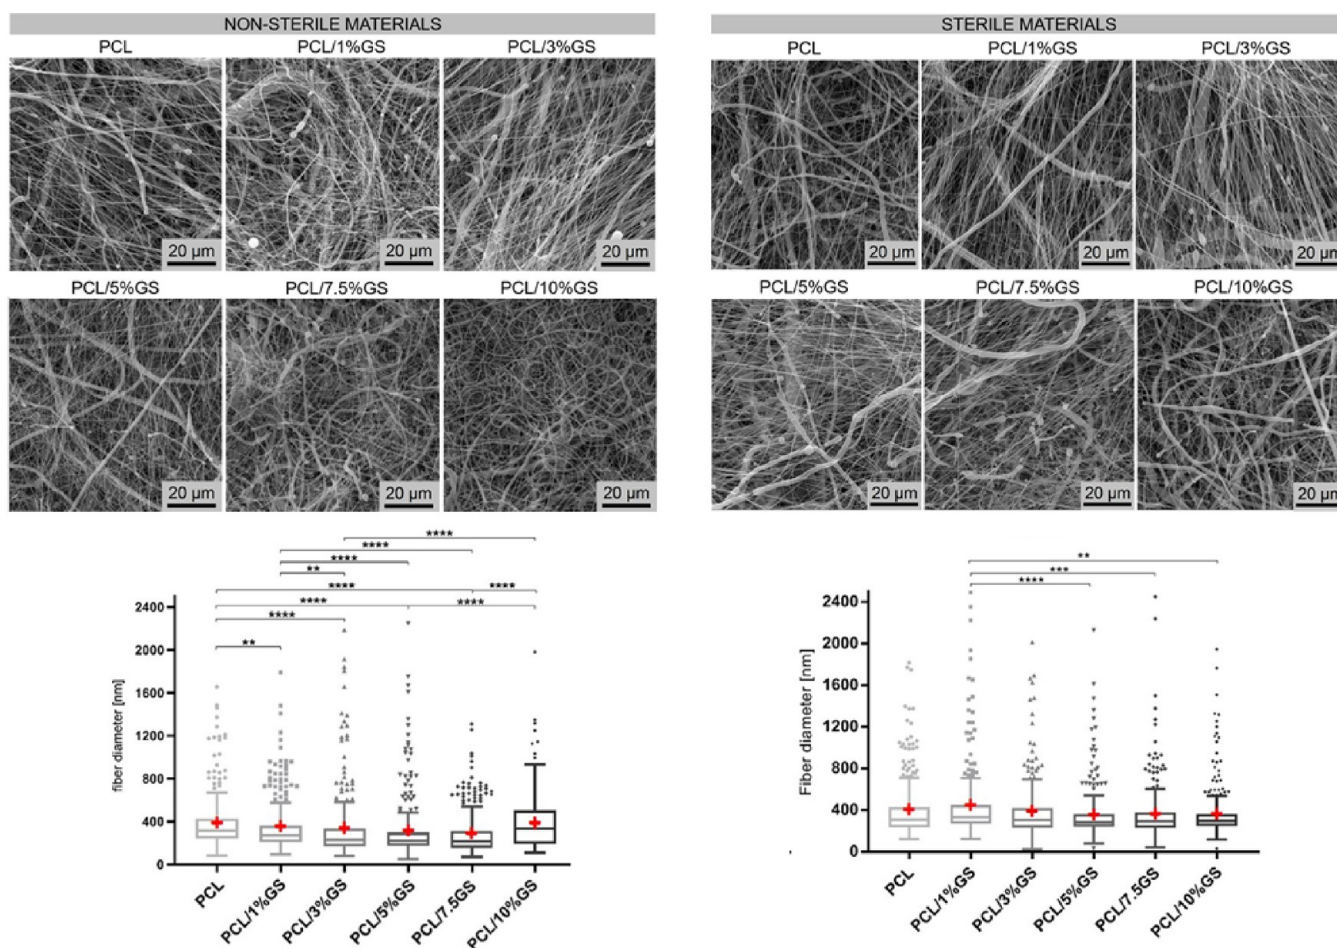 NON-STERILE MATERIALS
PCL PCL/1%GS PCL/3%GS
20 µm 20 µm 20 µm
PCL/5%GS PCL/7.5%GS PCL/10%GS
20 µm 20 µm 20 µm
STERILE MATERIALS
PCL PCL/1%GS PCL/3%GS
20 µm 20 µm 20 µm
PCL/5%GS PCL/7.5%GS PCL/10%GS
20 µm 20 µm 20 µm
****
****
****
**
**** ****
**** ****
****
**
fiber diameter [nm]
2400
2000
1600
1200
800
400
0
PCL PCL/1%GS PCL/3%GS PCL/5%GS PCL/7.5GS PCL/10%GS
**
***
****
Fiber diameter [nm]
2400
2000
1600
1200
800
400
0
PCL PCL/1%GS PCL/3%GS PCL/5%GS PCL/7.5GS PCL/10%GS